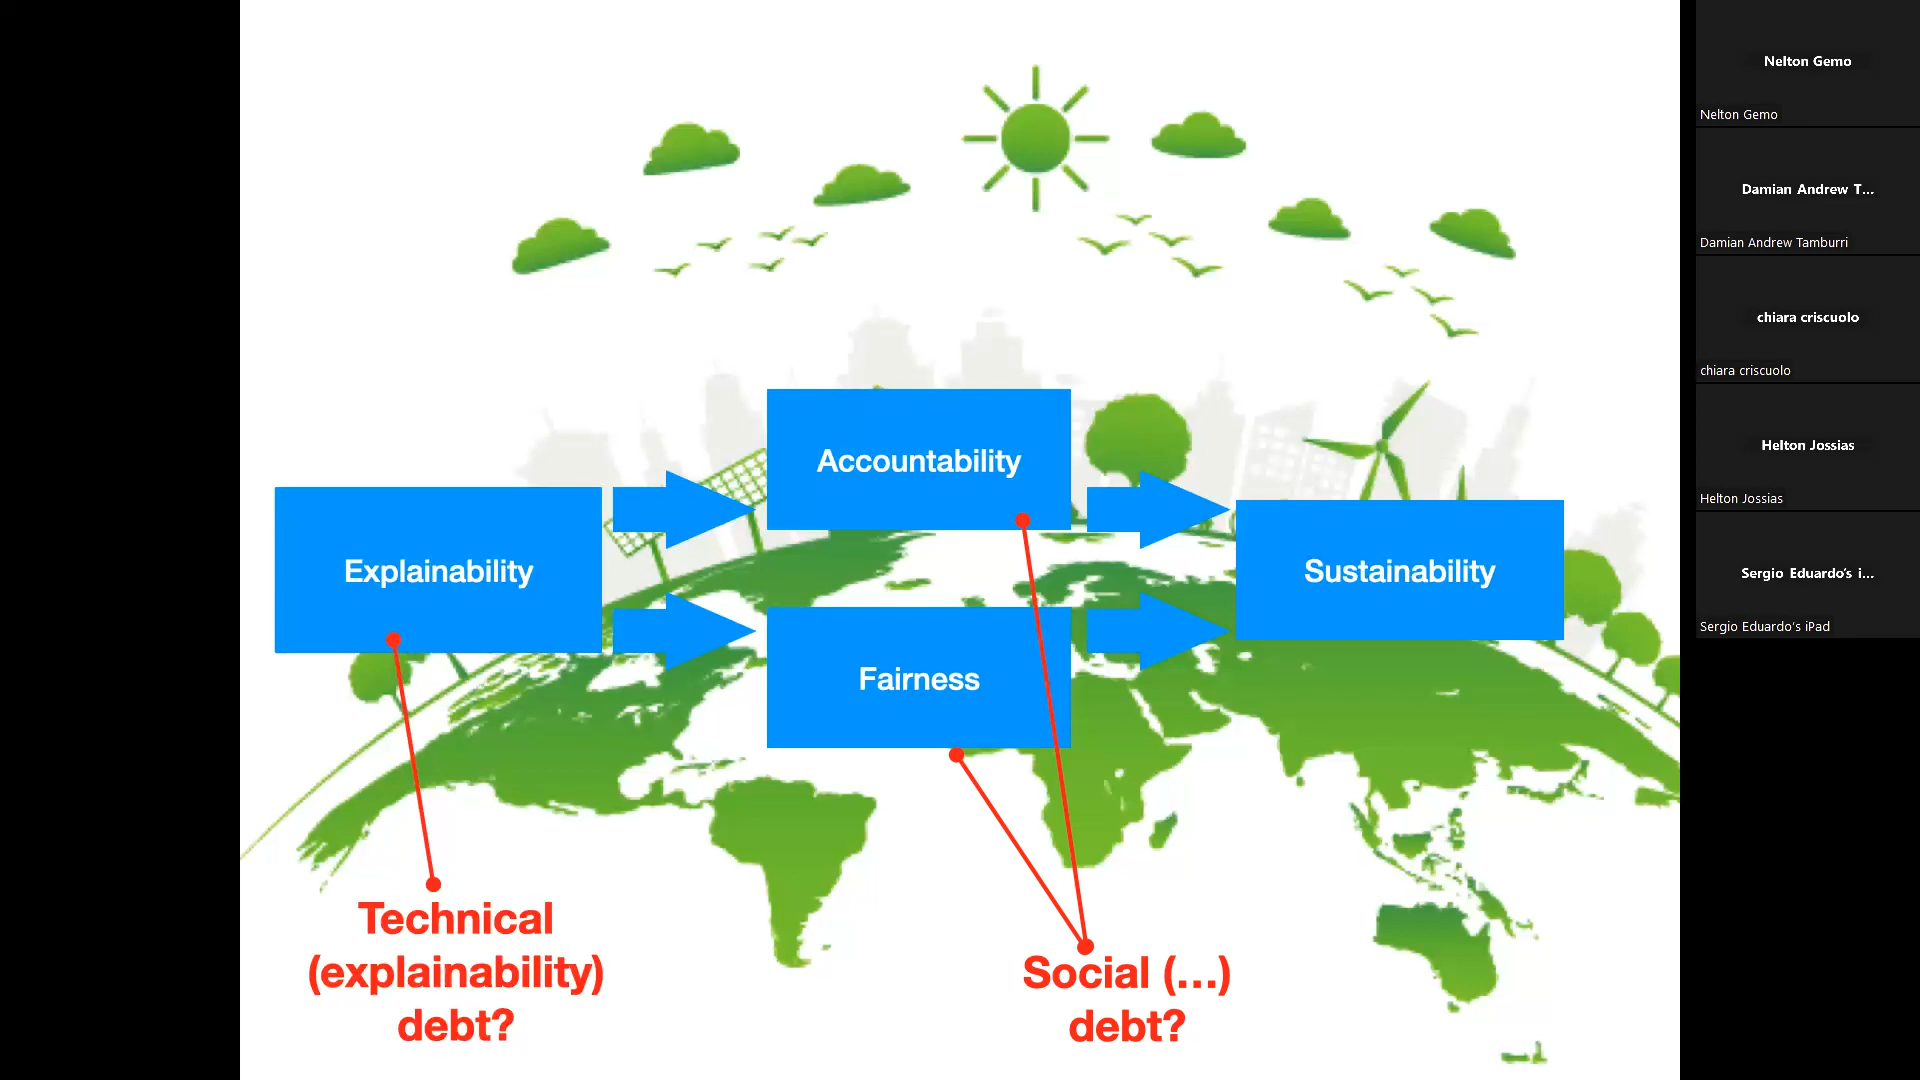 Accountability
Explainability
Sustainability
Fairness
Technical
(explainability)
debt?
Social (...)
debt?
Nelton Gemo
Nelton Gemo
Damian Andrew T...
Damian Andrew Tamburri
chiara criscuolo
chiara criscuolo
Helton Jossias
Helton Jossias
Sergio Eduardo's i...
Sergio Eduardo's iPad